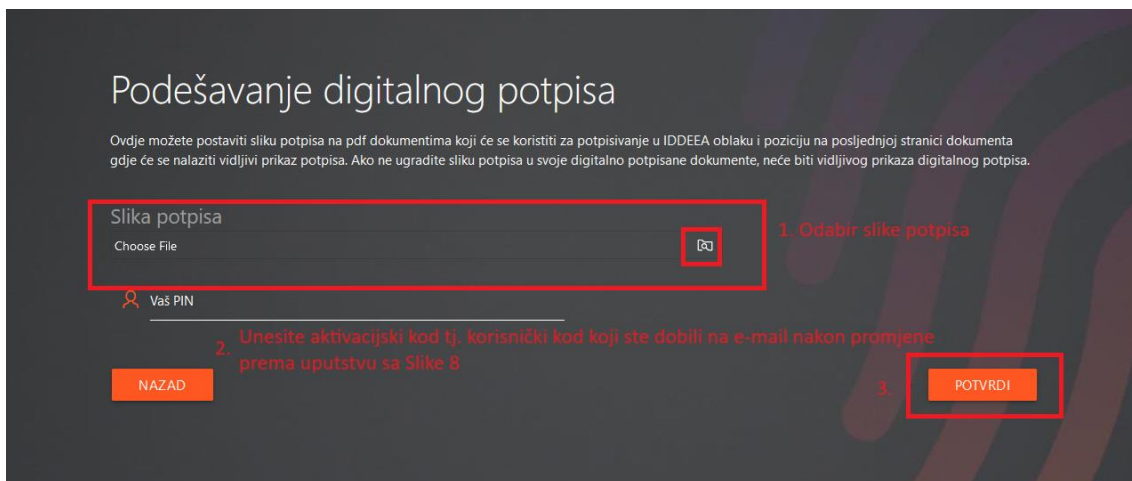 Podešavanje digitalnog potpisa
Ovdje možete postaviti sliku potpisa na pdf dokumentima koji će se koristiti za potpisivanje u IDDEEA oblaku i poziciju na posljednjoj stranici dokumenta
gdje će se nalaziti vidljivi prikaz potpisa. Ako ne ugradite sliku potpisa u svoje digitalno potpisane dokumente, neće biti vidljivog prikaza digitalnog potpisa.
Slika potpisa
1. Odabir slike potpisa
Choose File
Vaš PIN
2. Unesite aktivacijski kod tj. korisnički kod koji ste dobili na e-mail nakon promjene
prema uputstvu sa Slike 8
NAZAD
3.
POTVRDI